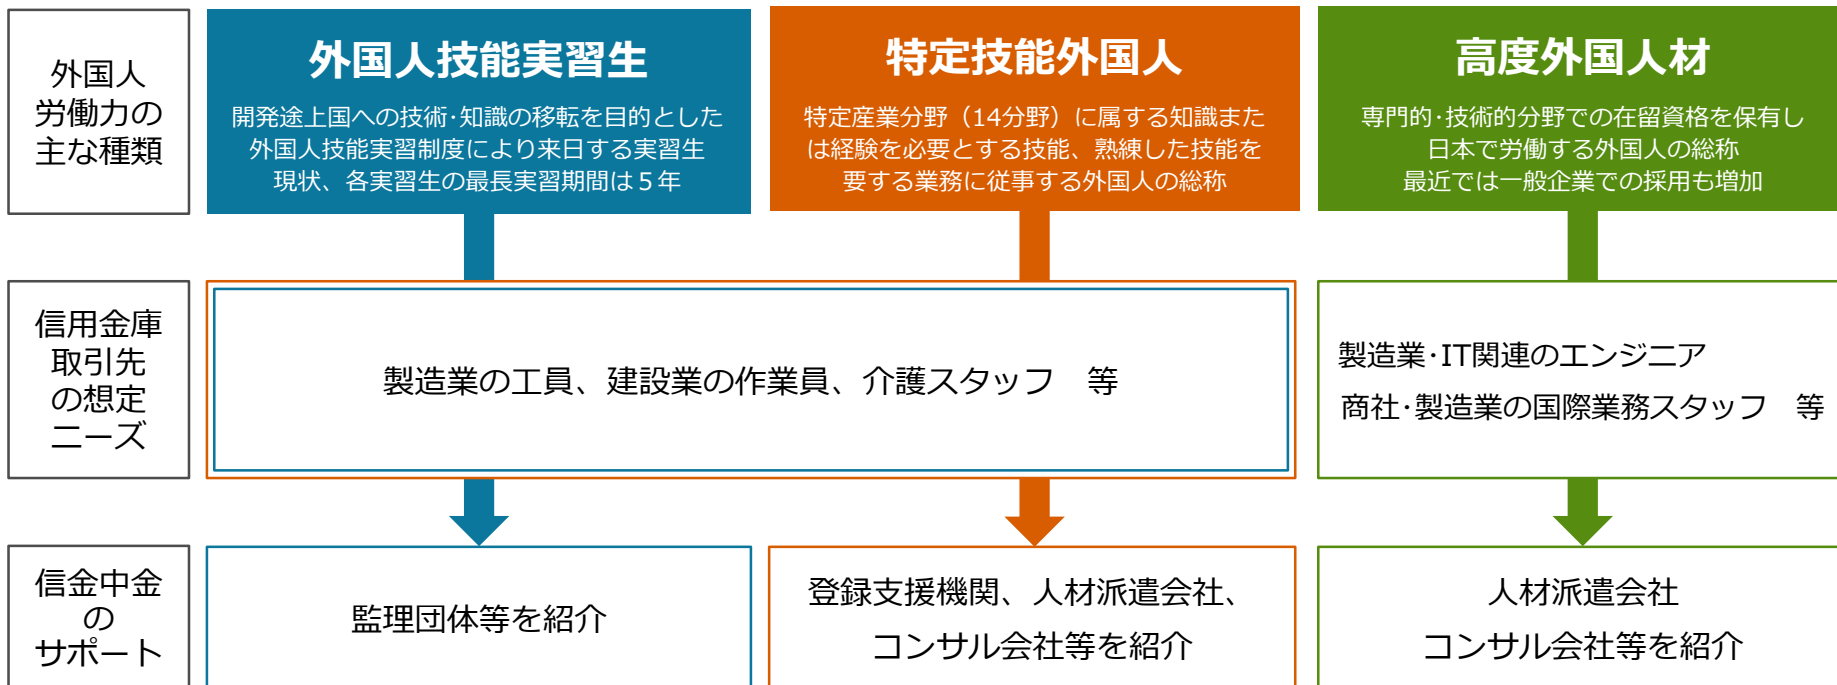 外国人
労働力の
主な種類
外国人技能実習生
開発途上国への技術･知識の移転を目的とした
外国人技能実習制度により来日する実習生
現状、各実習生の最長実習期間は５年
特定技能外国人
特定産業分野（14分野）に属する知識また
は経験を必要とする技能、熟練した技能を
要する業務に従事する外国人の総称
高度外国人材
専門的･技術的分野での在留資格を保有し
日本で労働する外国人の総称
最近では一般企業での採用も増加
信用金庫
取引先
の想定
ニーズ
製造業の工員、建設業の作業員、介護スタッフ　等
製造業･IT関連のエンジニア
商社･製造業の国際業務スタッフ　等
信金中金
の
サポート
監理団体等を紹介
登録支援機関、人材派遣会社、
コンサル会社等を紹介
人材派遣会社
コンサル会社等を紹介